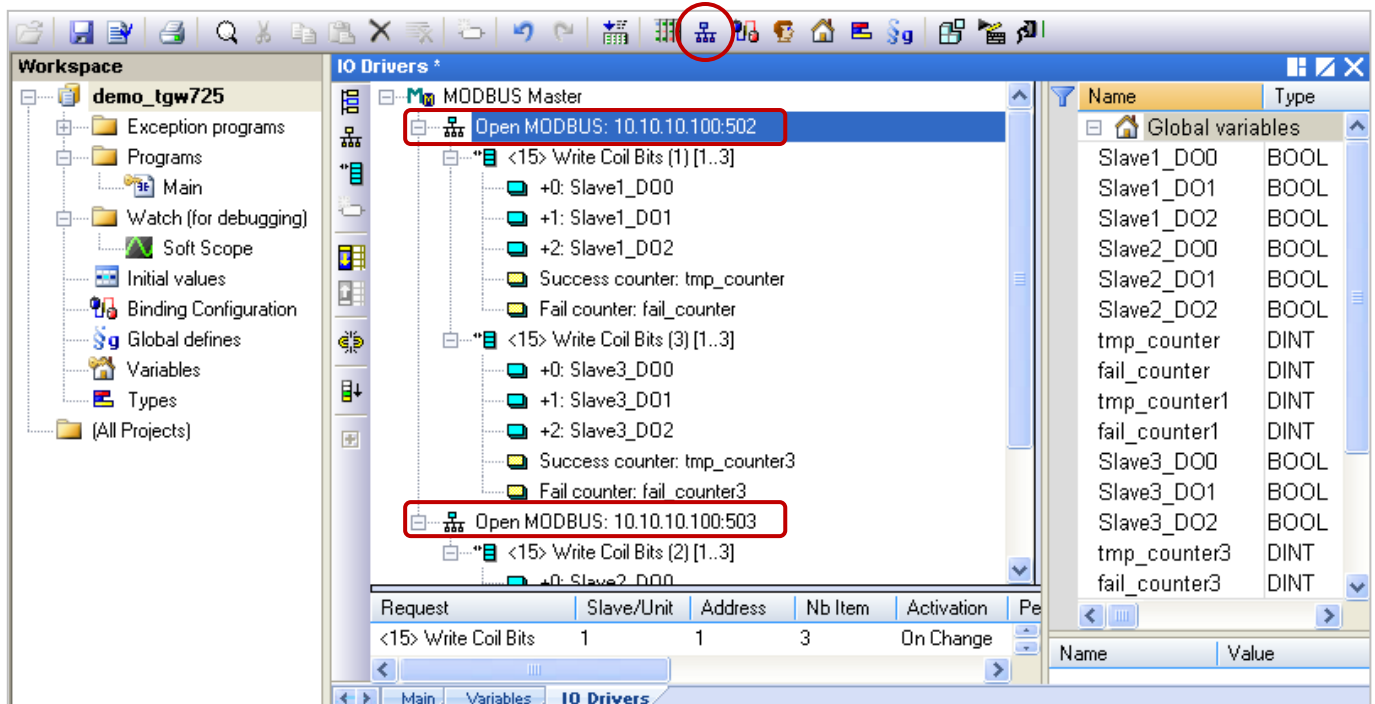 Workspace
demo_tgw725
Exception programs
Programs
Main
Watch (for debugging)
Soft Scope
Initial values
Binding Configuration
Global defines
Variables
Types
(All Projects)
IO Drivers *
MODBUS Master
Open MODBUS: 10.10.10.100:502
<15> Write Coil Bits (1) [1..3]
+0: Slave1_DO0
+1: Slave1_DO1
+2: Slave1_DO2
Success counter: tmp_counter
Fail counter: fail_counter
<15> Write Coil Bits (3) [1..3]
+0: Slave3_DO0
+1: Slave3_DO1
+2: Slave3_DO2
Success counter: tmp_counter3
Fail counter: fail_counter3
Open MODBUS: 10.10.10.100:503
<15> Write Coil Bits (2) [1..3]
+0: Slave2_DO0
Request Slave/Unit Address Nb Item Activation Pe
<15> Write Coil Bits 1 1 3 On Change
Main Variables IO Drivers
Name Type
Global variables
Slave1_DO0 BOOL
Slave1_DO1 BOOL
Slave1_DO2 BOOL
Slave2_DO0 BOOL
Slave2_DO1 BOOL
Slave2_DO2 BOOL
tmp_counter DINT
fail_counter DINT
tmp_counter1 DINT
fail_counter1 DINT
Slave3_DO0 BOOL
Slave3_DO1 BOOL
Slave3_DO2 BOOL
tmp_counter3 DINT
fail_counter3 DINT
Name Value